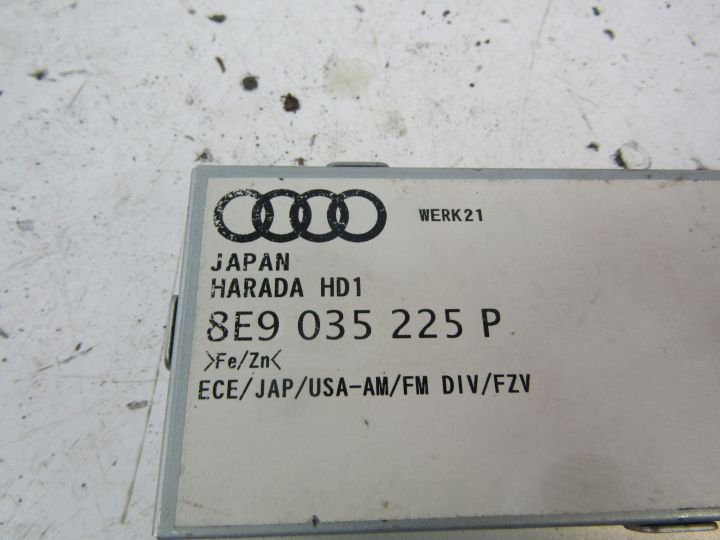 WERK21
JAPAN
HARADA HD1
8E9 035 225 P
>Fe/Zn<
ECE/JAP/USA-AM/FM DIV/FZV